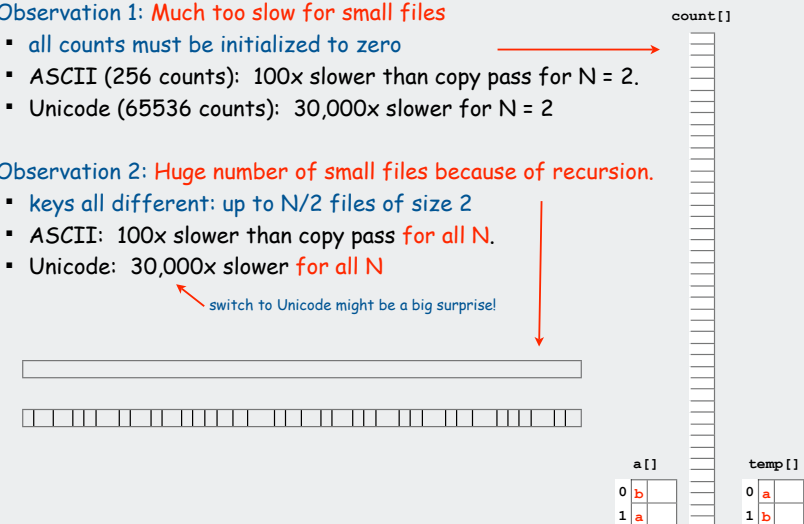 Observation 1: Much too slow for small files
▪ all counts must be initialized to zero
▪ ASCII (256 counts): 100x slower than copy pass for N = 2.
▪ Unicode (65536 counts): 30,000x slower for N = 2
Observation 2: Huge number of small files because of recursion.
▪ keys all different: up to N/2 files of size 2
▪ ASCII: 100x slower than copy pass for all N.
▪ Unicode: 30,000x slower for all N
switch to Unicode might be a big surprise!
count[]
a[]
0 b
1 a
temp[]
0 a
1 b